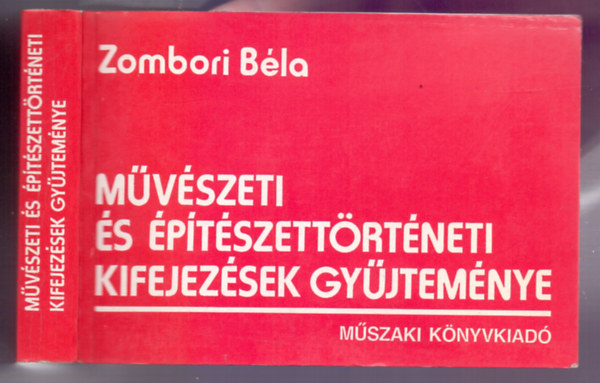 MŰVÉSZETI ÉS ÉPÍTÉSZETTÖRTÉNETI
KIFEJEZÉSEK GYŰJTEMÉNYE
Zombori Béla
MŰVÉSZETI
ÉS ÉPÍTÉSZETTÖRTÉNETI
KIFEJEZÉSEK GYŰJTEMÉNYE
MŰSZAKI KÖNYVKIADÓ